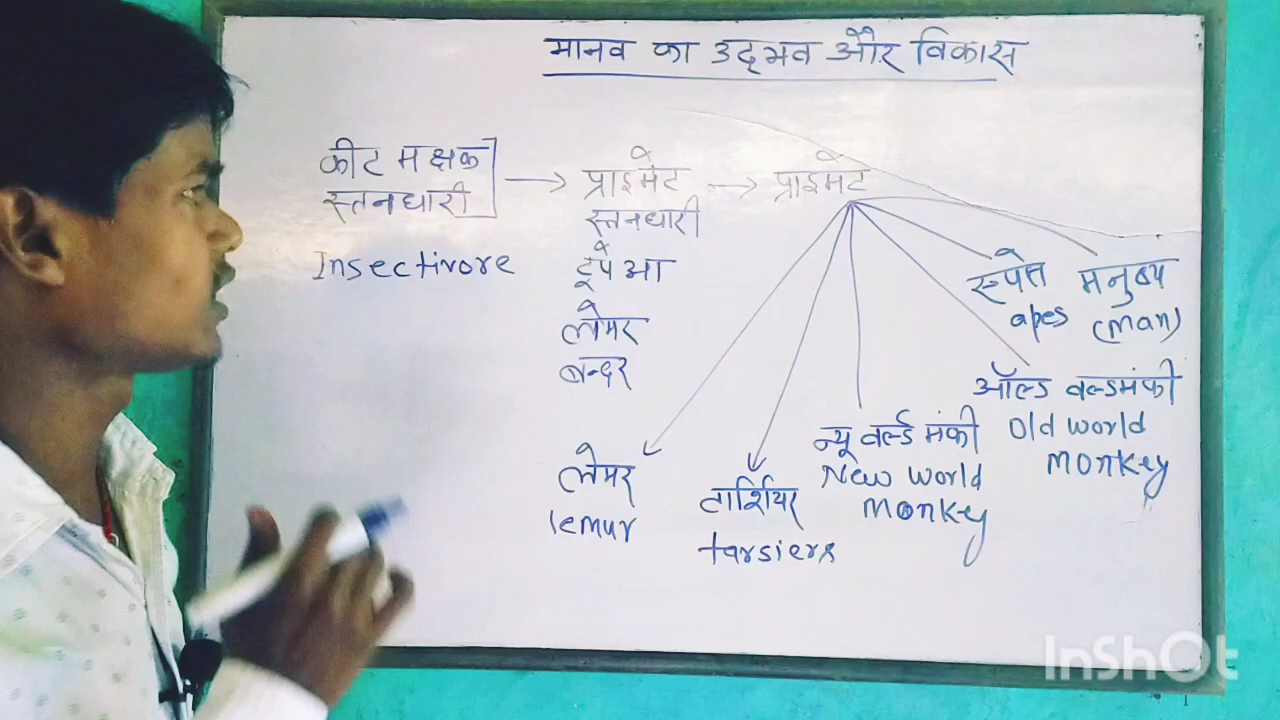 मानव का उद्भव और विकास
कीट भक्षक
स्तनधारी
Insectivore
प्राइमेट
स्तनधारी
ट्रूपेआ
लेमर
बन्दर
प्राइमेट
एपेस
apes
मनुष्य
(Man)
ऑल्ड वर्ल्डमंकी
Old world
monkey
न्यू वर्ल्ड मंकी
New world
monkey
टार्शियर
tarsiers
लेमर
lemur
InShOt